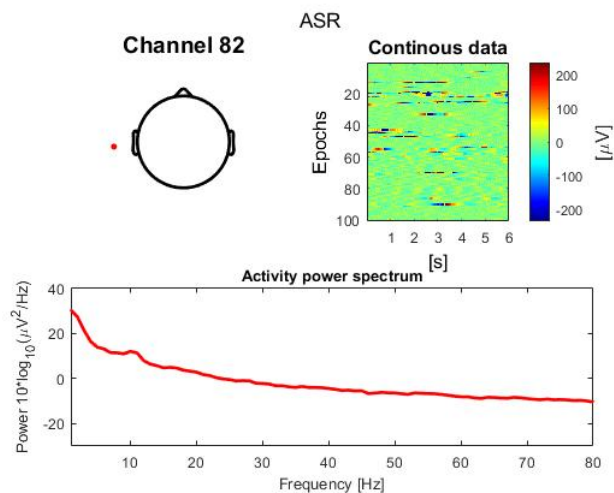 ASR
Channel 82
Continous data
Epochs
20
40
60
80
100
1 2 3 4 5 6
[s]
200
100
0
-100
-200
[µV]
Activity power spectrum
Power 10*log10(µV2/Hz)
40
20
0
-20
10 20 30 40 50 60 70 80
Frequency [Hz]